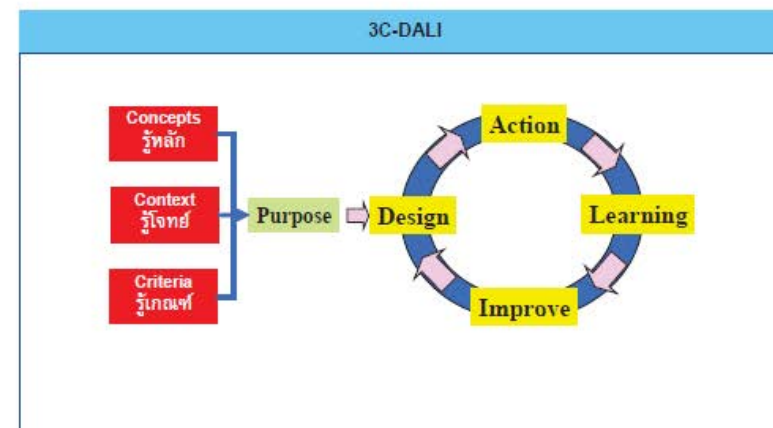 3C-DALI
Concepts
รู้หลัก
Context
รู้โจทย์
Criteria
รู้เกณฑ์
Purpose
Design
Action
Learning
Improve